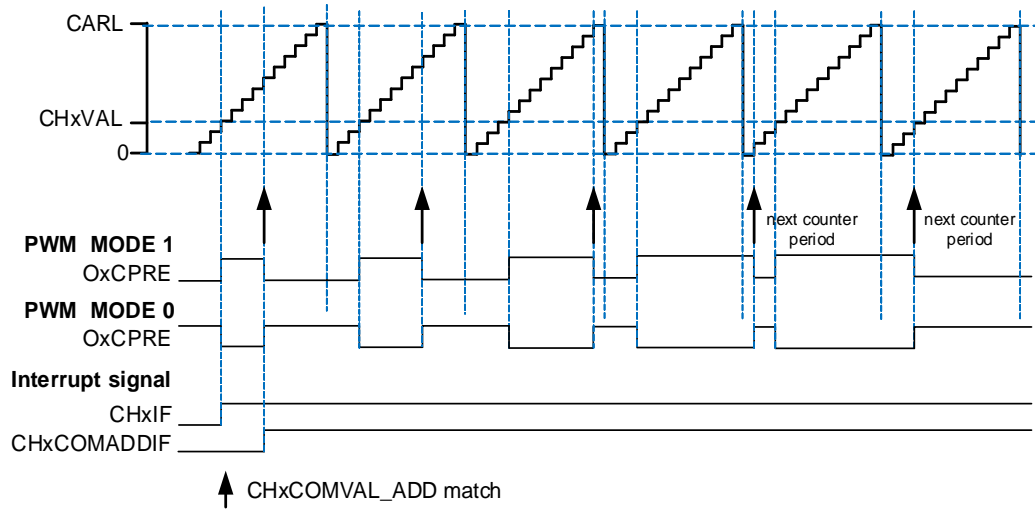 CARL
CHxVAL
0
next counter
period
next counter
period
PWM MODE 1
OxCPRE
PWM MODE 0
OxCPRE
Interrupt signal
CHxIF
CHxCOMADDIF
CHxCOMVAL_ADD match